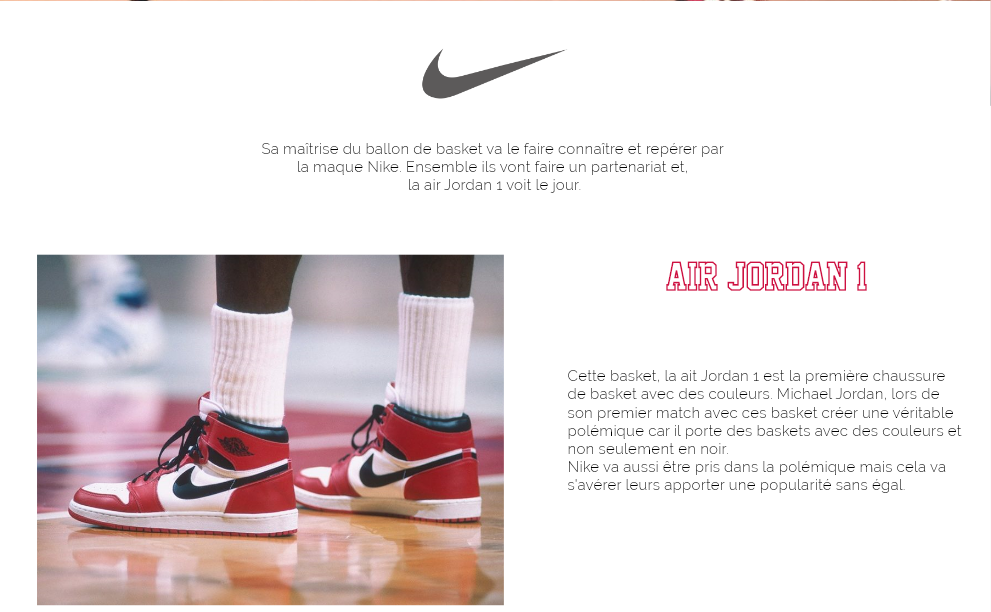 Sa maîtrise du ballon de basket va le faire connaître et repérer par
la maque Nike. Ensemble ils vont faire un partenariat et,
la air Jordan 1 voit le jour.
AIR JORDAN 1
Cette basket, la ait Jordan 1 est la première chaussure
de basket avec des couleurs. Michael Jordan, lors de
son premier match avec ces basket créer une véritable
polémique car il porte des baskets avec des couleurs et
non seulement en noir.
Nike va aussi être pris dans la polémique mais cela va
s'avérer leurs apporter une popularité sans égal.